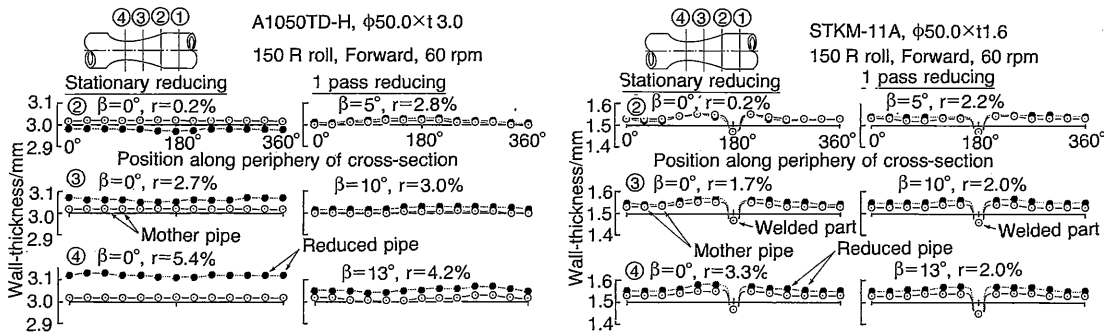 ④③②①
A1050TD-H, φ50.0×t3.0
150 R roll, Forward, 60 rpm
Stationary reducing
1 pass reducing
Wall-thickness/mm
3.1
3.0
2.9
② β=0°, r=0.2%
β=5°, r=2.8%
0° 180° 360°
0° 180° 360°
Position along periphery of cross-section
3.1
3.0
2.9
③ β=0°, r=2.7%
β=10°, r=3.0%
Mother pipe
Reduced pipe
3.1
3.0
2.9
④ β=0°, r=5.4%
β=13°, r=4.2%
④③②①
STKM-11A, φ50.0×t1.6
150 R roll, Forward, 60 rpm
Stationary reducing
1 pass reducing
Wall-thickness/mm
1.6
1.5
1.4
② β=0°, r=0.2%
β=5°, r=2.2%
0° 180° 360°
0° 180° 360°
Position along periphery of cross-section
1.6
1.5
1.4
③ β=0°, r=1.7%
β=10°, r=2.0%
Welded part
Welded part
Mother pipe
Reduced pipe
1.6
1.5
1.4
④ β=0°, r=3.3%
β=13°, r=2.0%